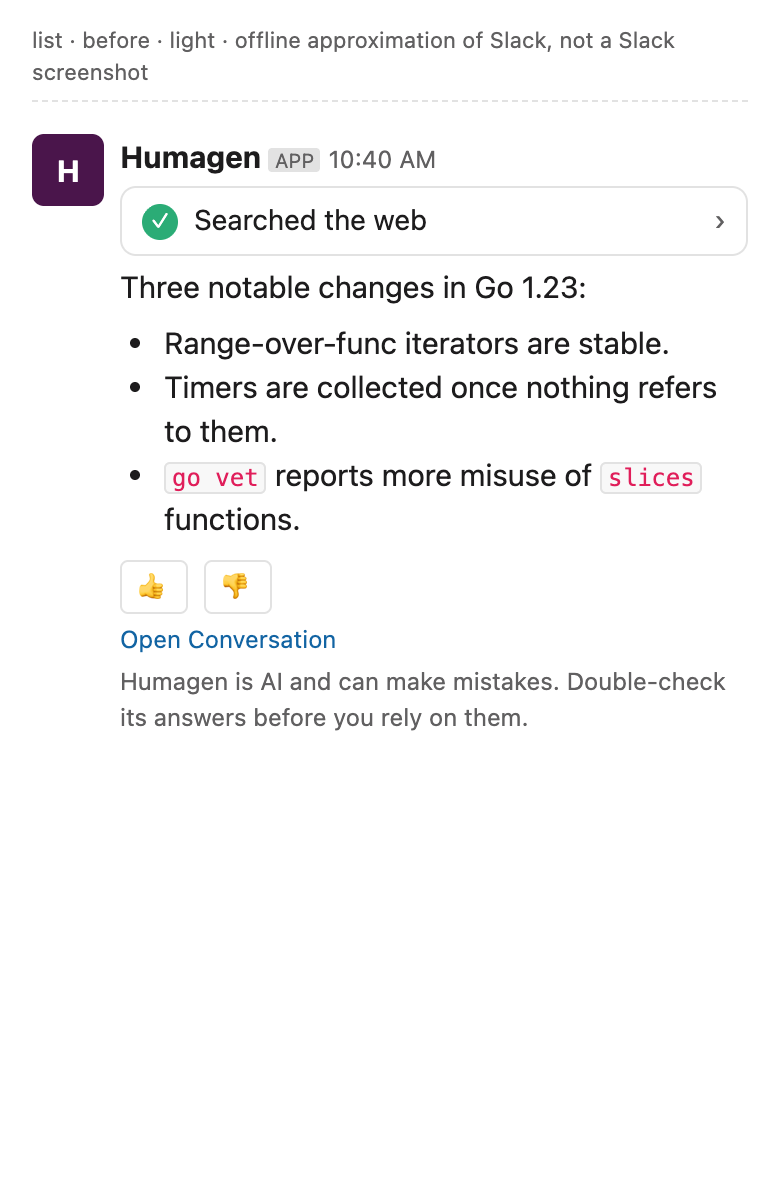 list · before · light · offline approximation of Slack, not a Slack
screenshot
H
Humagen APP 10:40 AM
Searched the web ›
Three notable changes in Go 1.23:
• Range-over-func iterators are stable.
• Timers are collected once nothing refers
to them.
• go vet reports more misuse of slices
functions.
👍 👎
Open Conversation
Humagen is AI and can make mistakes. Double-check
its answers before you rely on them.